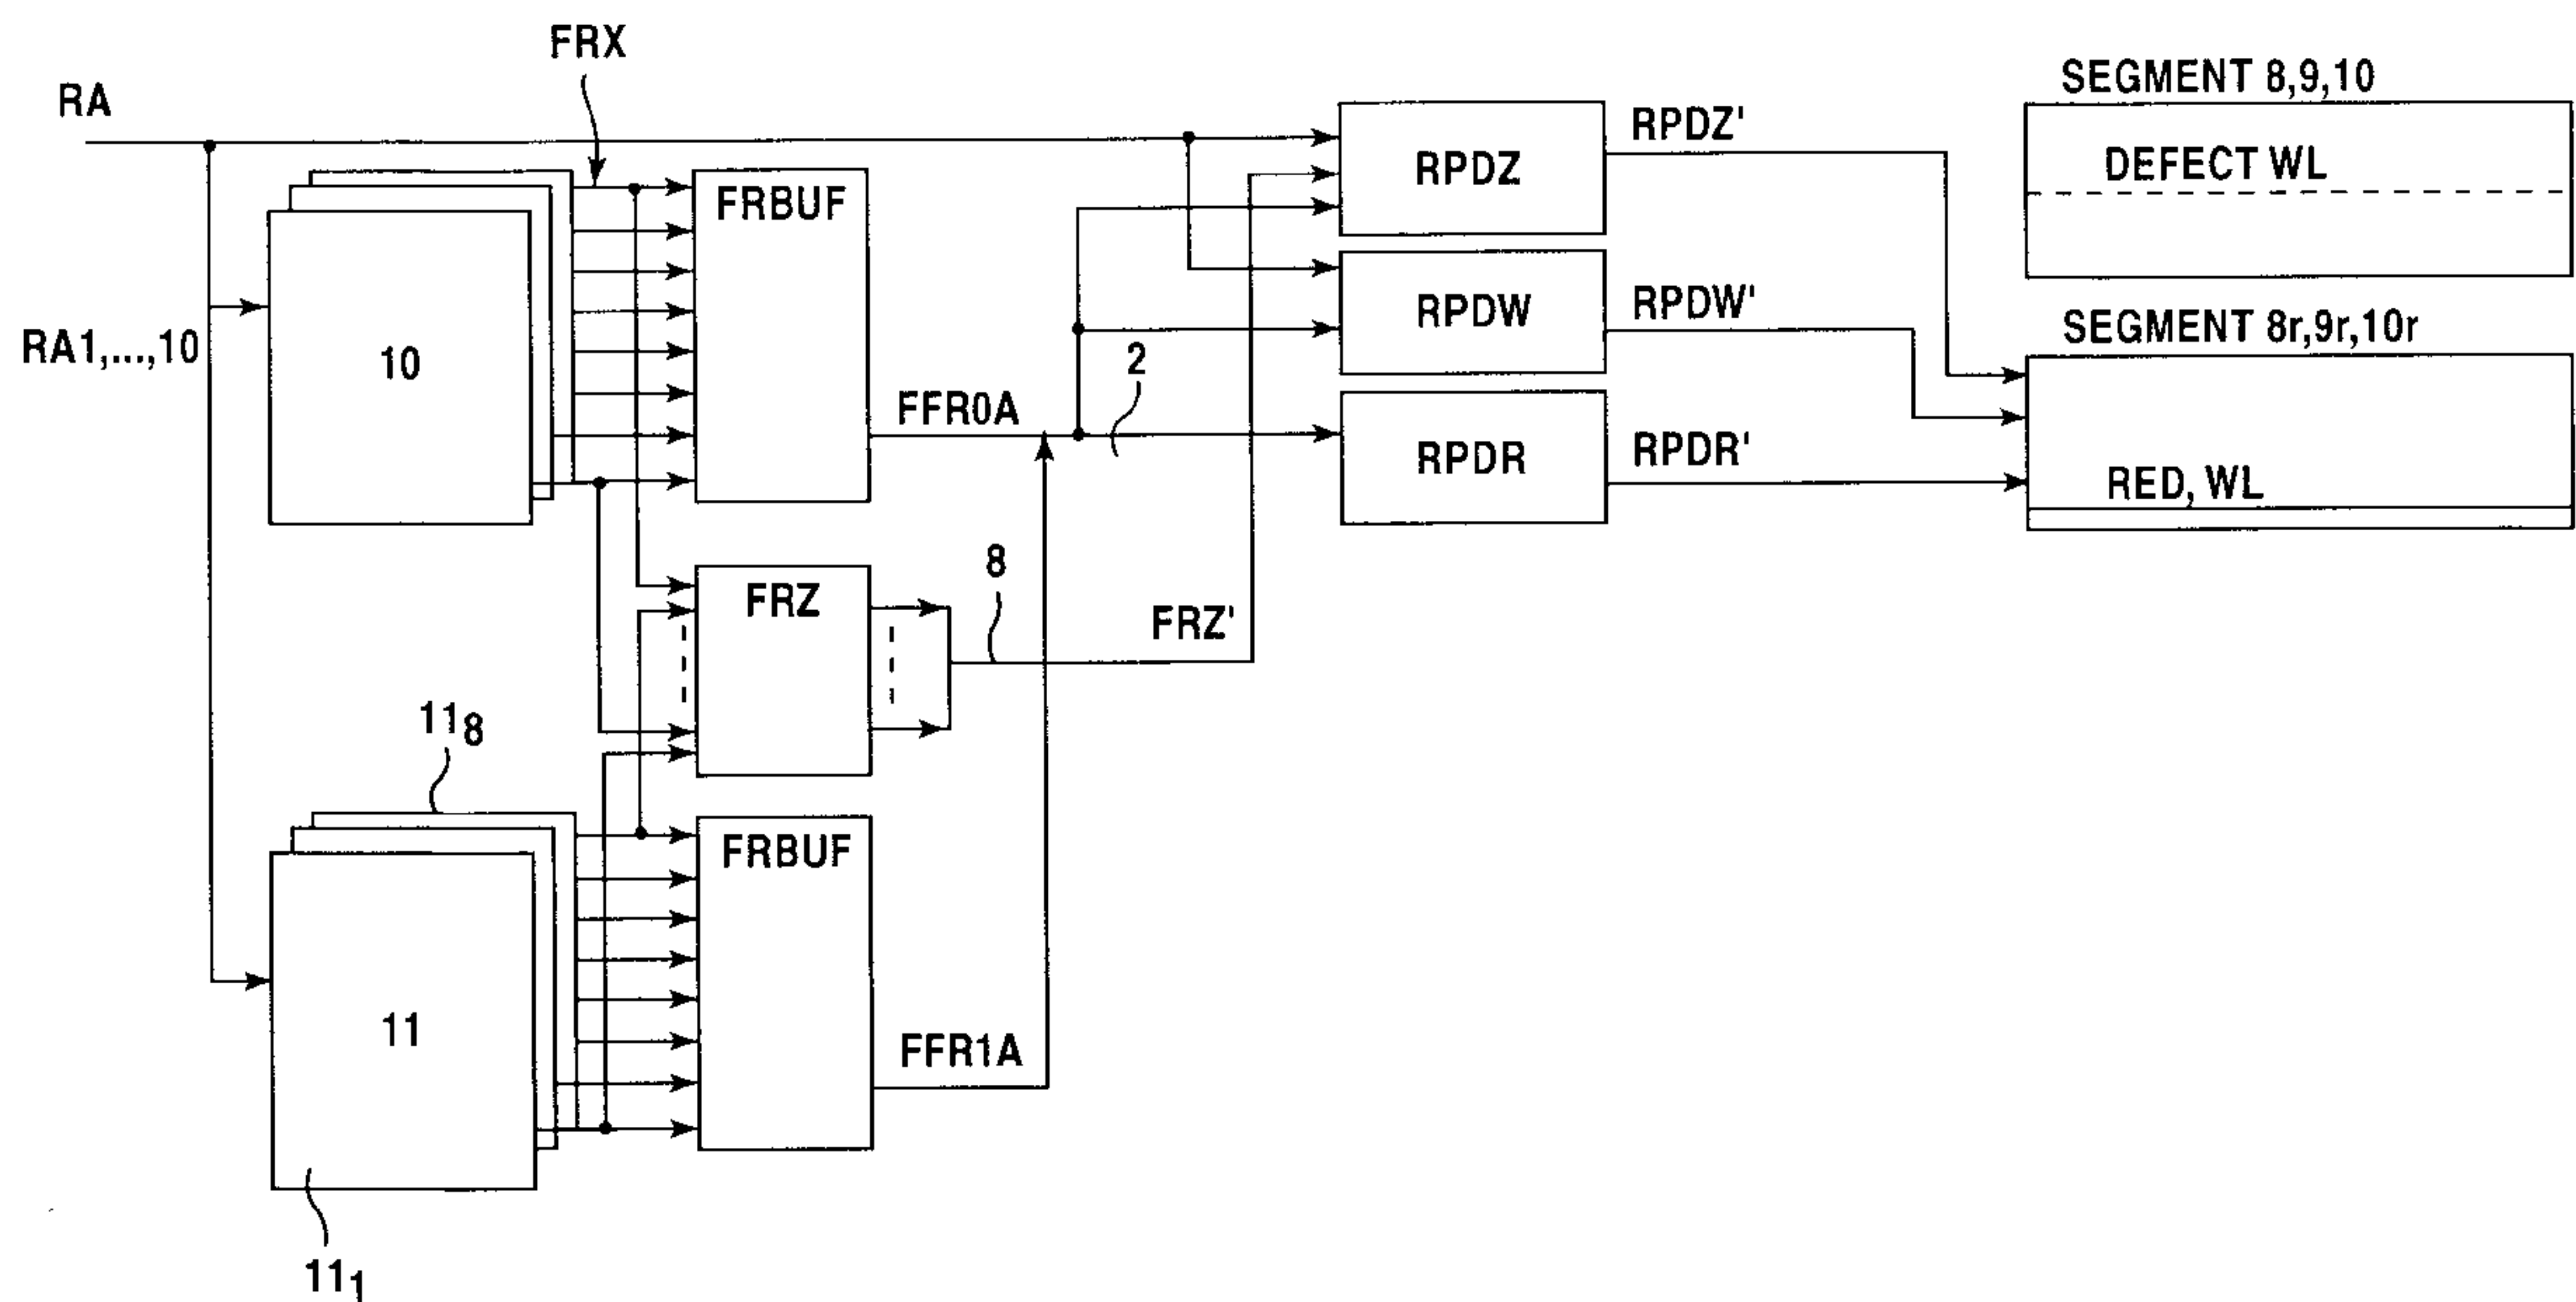 FRX
RA
SEGMENT 8,9,10
RPDZ'
DEFECT WL
RPDZ
FRBUF
RPDW'
RPDW
SEGMENT 8r,9r,10r
RA1,...,10
10
2
FFR0A
RPDR'
RPDR
RED, WL
8
FRZ
FRZ'
11₈
FRBUF
11
FFR1A
11₁